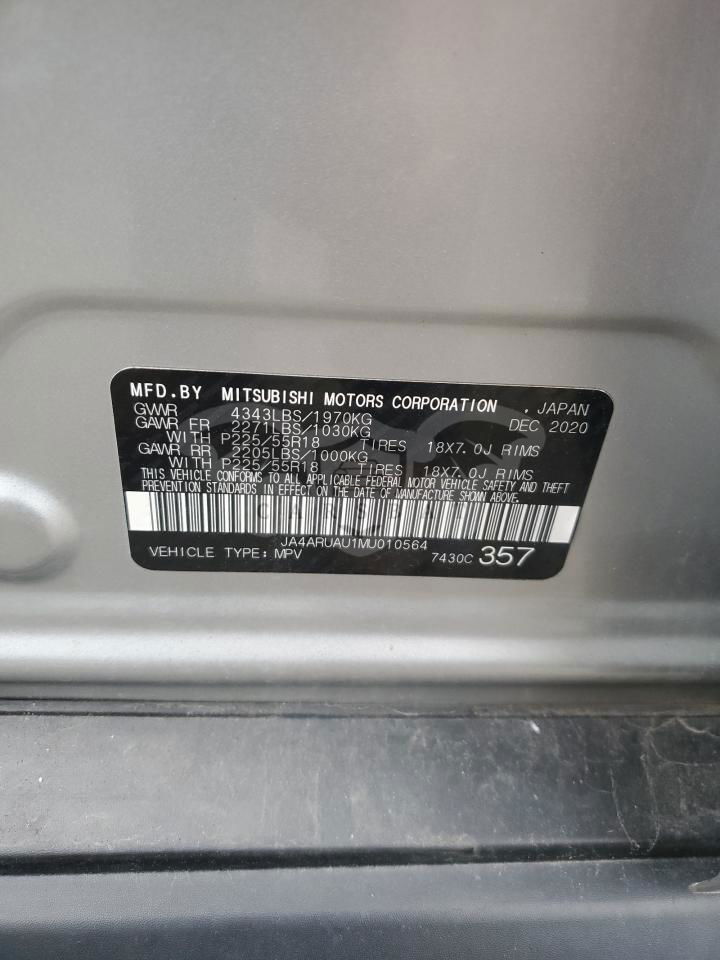 MFD.BY MITSUBISHI MOTORS CORPORATION , JAPAN
GVWR 4343LBS/1970KG DEC 2020
GAWR FR 2271LBS/1030KG
WITH P225/55R18 TIRES 18X7.0J RIMS
GAWR RR 2205LBS/1000KG
WITH P225/55R18 TIRES 18X7.0J RIMS
THIS VEHICLE CONFORMS TO ALL APPLICABLE FEDERAL MOTOR VEHICLE SAFETY AND THEFT
PREVENTION STANDARDS IN EFFECT ON THE DATE OF MANUFACTURE SHOWN ABOVE.
JA4ARUAU1MU010564
VEHICLE TYPE: MPV 7430C 357